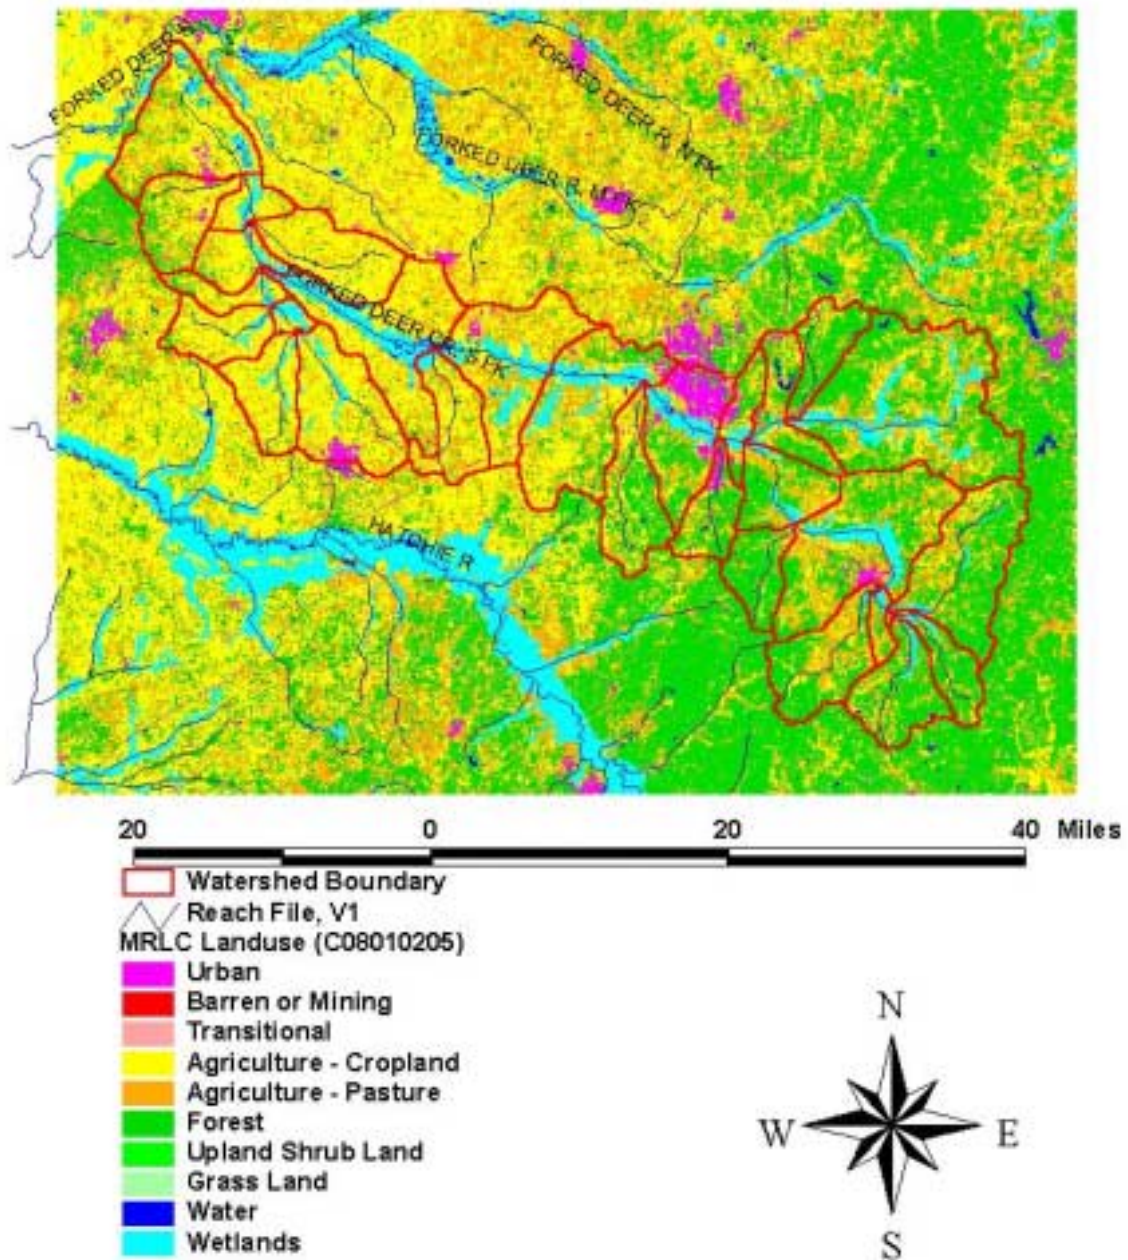 FORKED DEER
FORKED DEER R, N FK
FORKED DEER R, M FK
FORKED DEER CR, S FK
HATCHIE R
20 0 20 40 Miles
Watershed Boundary
Reach File, V1
MRLC Landuse (C08010205)
Urban
Barren or Mining
Transitional
Agriculture - Cropland
Agriculture - Pasture
Forest
Upland Shrub Land
Grass Land
Water
Wetlands
N
W E
S